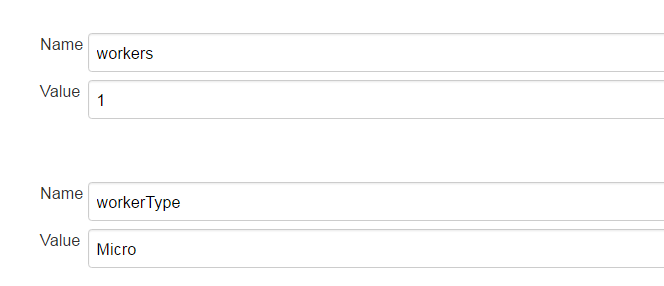 Name workers
Value 1
Name workerType
Value Micro